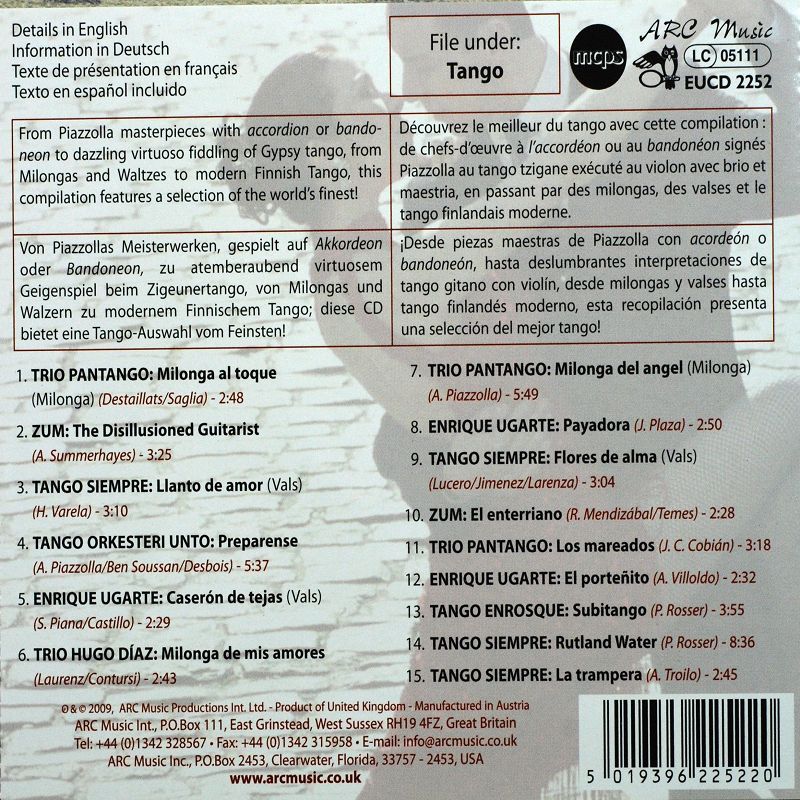 Details in English
Information in Deutsch
Texte de présentation en français
Texto en español incluido
File under:
Tango
mcps
ARC Music
LC 05111
EUCD 2252
From Piazzolla masterpieces with accordion or bando-
neon to dazzling virtuoso fiddling of Gypsy tango, from
Milongas and Waltzes to modern Finnish Tango, this
compilation features a selection of the world's finest!
Découvrez le meilleur du tango avec cette compilation :
de chefs-d'œuvre à l'accordéon ou au bandonéon signés
Piazzolla au tango tzigane exécuté au violon avec brio et
maestria, en passant par des milongas, des valses et le
tango finlandais moderne.
Von Piazzollas Meisterwerken, gespielt auf Akkordeon
oder Bandoneon, zu atemberaubend virtuosem
Geigenspiel beim Zigeunertango, von Milongas und
Walzern zu modernem Finnischem Tango; diese CD
bietet eine Tango-Auswahl vom Feinsten!
¡Desde piezas maestras de Piazzolla con acordeón o
bandoneón, hasta deslumbrantes interpretaciones de
tango gitano con violín, desde milongas y valses hasta
tango finlandés moderno, esta recopilación presenta
una selección del mejor tango!
1. TRIO PANTANGO: Milonga al toque
(Milonga) (Destaillats/Saglia) - 2:48
2. ZUM: The Disillusioned Guitarist
(A. Summerhayes) - 3:25
3. TANGO SIEMPRE: Llanto de amor (Vals)
(H. Varela) - 3:10
4. TANGO ORKESTERI UNTO: Preparense
(A. Piazzolla/Ben Soussan/Desbois) - 5:37
5. ENRIQUE UGARTE: Caserón de tejas (Vals)
(S. Piana/Castillo) - 2:29
6. TRIO HUGO DÍAZ: Milonga de mis amores
(Laurenz/Contursi) - 2:43
7. TRIO PANTANGO: Milonga del angel (Milonga)
(A. Piazzolla) - 5:49
8. ENRIQUE UGARTE: Payadora (J. Plaza) - 2:50
9. TANGO SIEMPRE: Flores de alma (Vals)
(Lucero/Jimenez/Larenza) - 3:04
10. ZUM: El enterriano (R. Mendizábal/Temes) - 2:28
11. TRIO PANTANGO: Los mareados (J. C. Cobián) - 3:18
12. ENRIQUE UGARTE: El porteñito (A. Villoldo) - 2:32
13. TANGO ENROSQUE: Subitango (P. Rosser) - 3:55
14. TANGO SIEMPRE: Rutland Water (P. Rosser) - 8:36
15. TANGO SIEMPRE: La trampera (A. Troilo) - 2:45
℗ & © 2009, ARC Music Productions Int. Ltd. - Product of United Kingdom - Manufactured in Austria
ARC Music Int., P.O.Box 111, East Grinstead, West Sussex RH19 4FZ, Great Britain
Tel: +44 (0)1342 328567 • Fax: +44 (0)1342 315958 • E-mail: info@arcmusic.co.uk
ARC Music Inc., P.O.Box 2453, Clearwater, Florida, 33757 - 2453, USA
www.arcmusic.co.uk
5 019396 225220